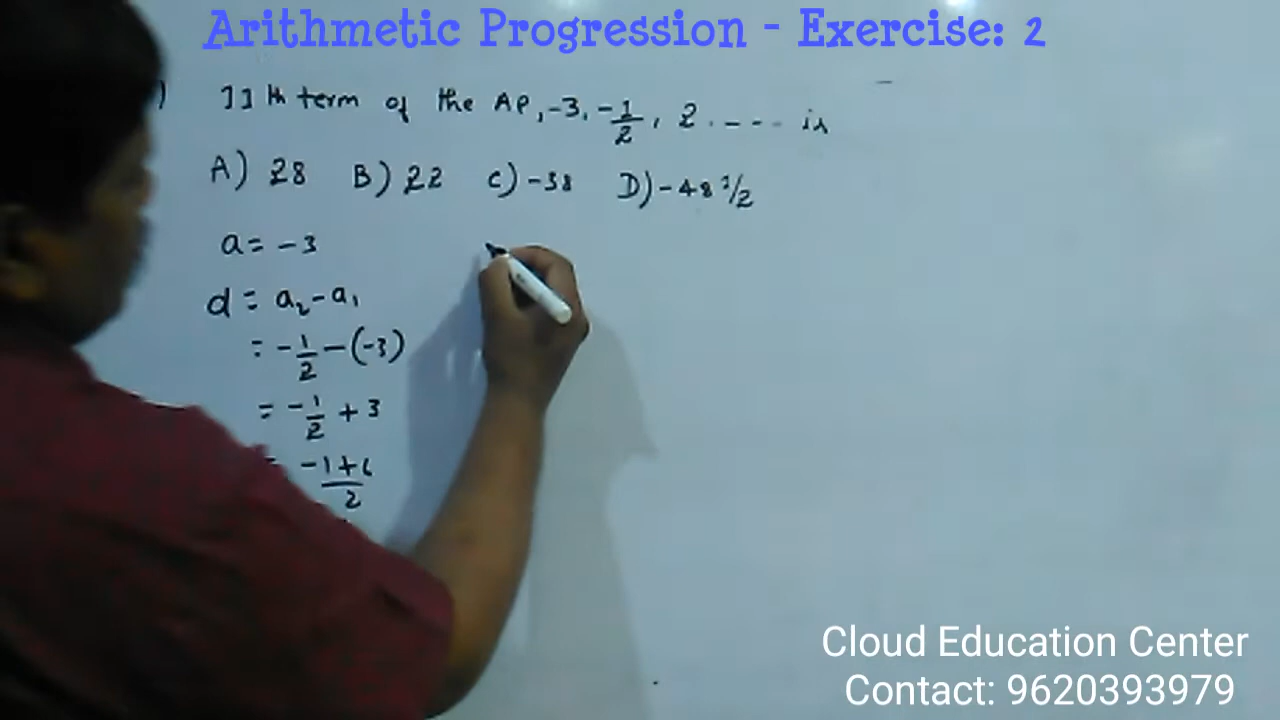 Arithmetic Progression - Exercise: 2
) 11th term of the AP, -3, -1/2, 2. --- is
A) 28 B) 22 C) -38 D) -48 1/2
a = -3
d = a₂ - a₁
= -1/2 - (-3)
= -1/2 + 3
= -1+6/2
Cloud Education Center
Contact: 9620393979